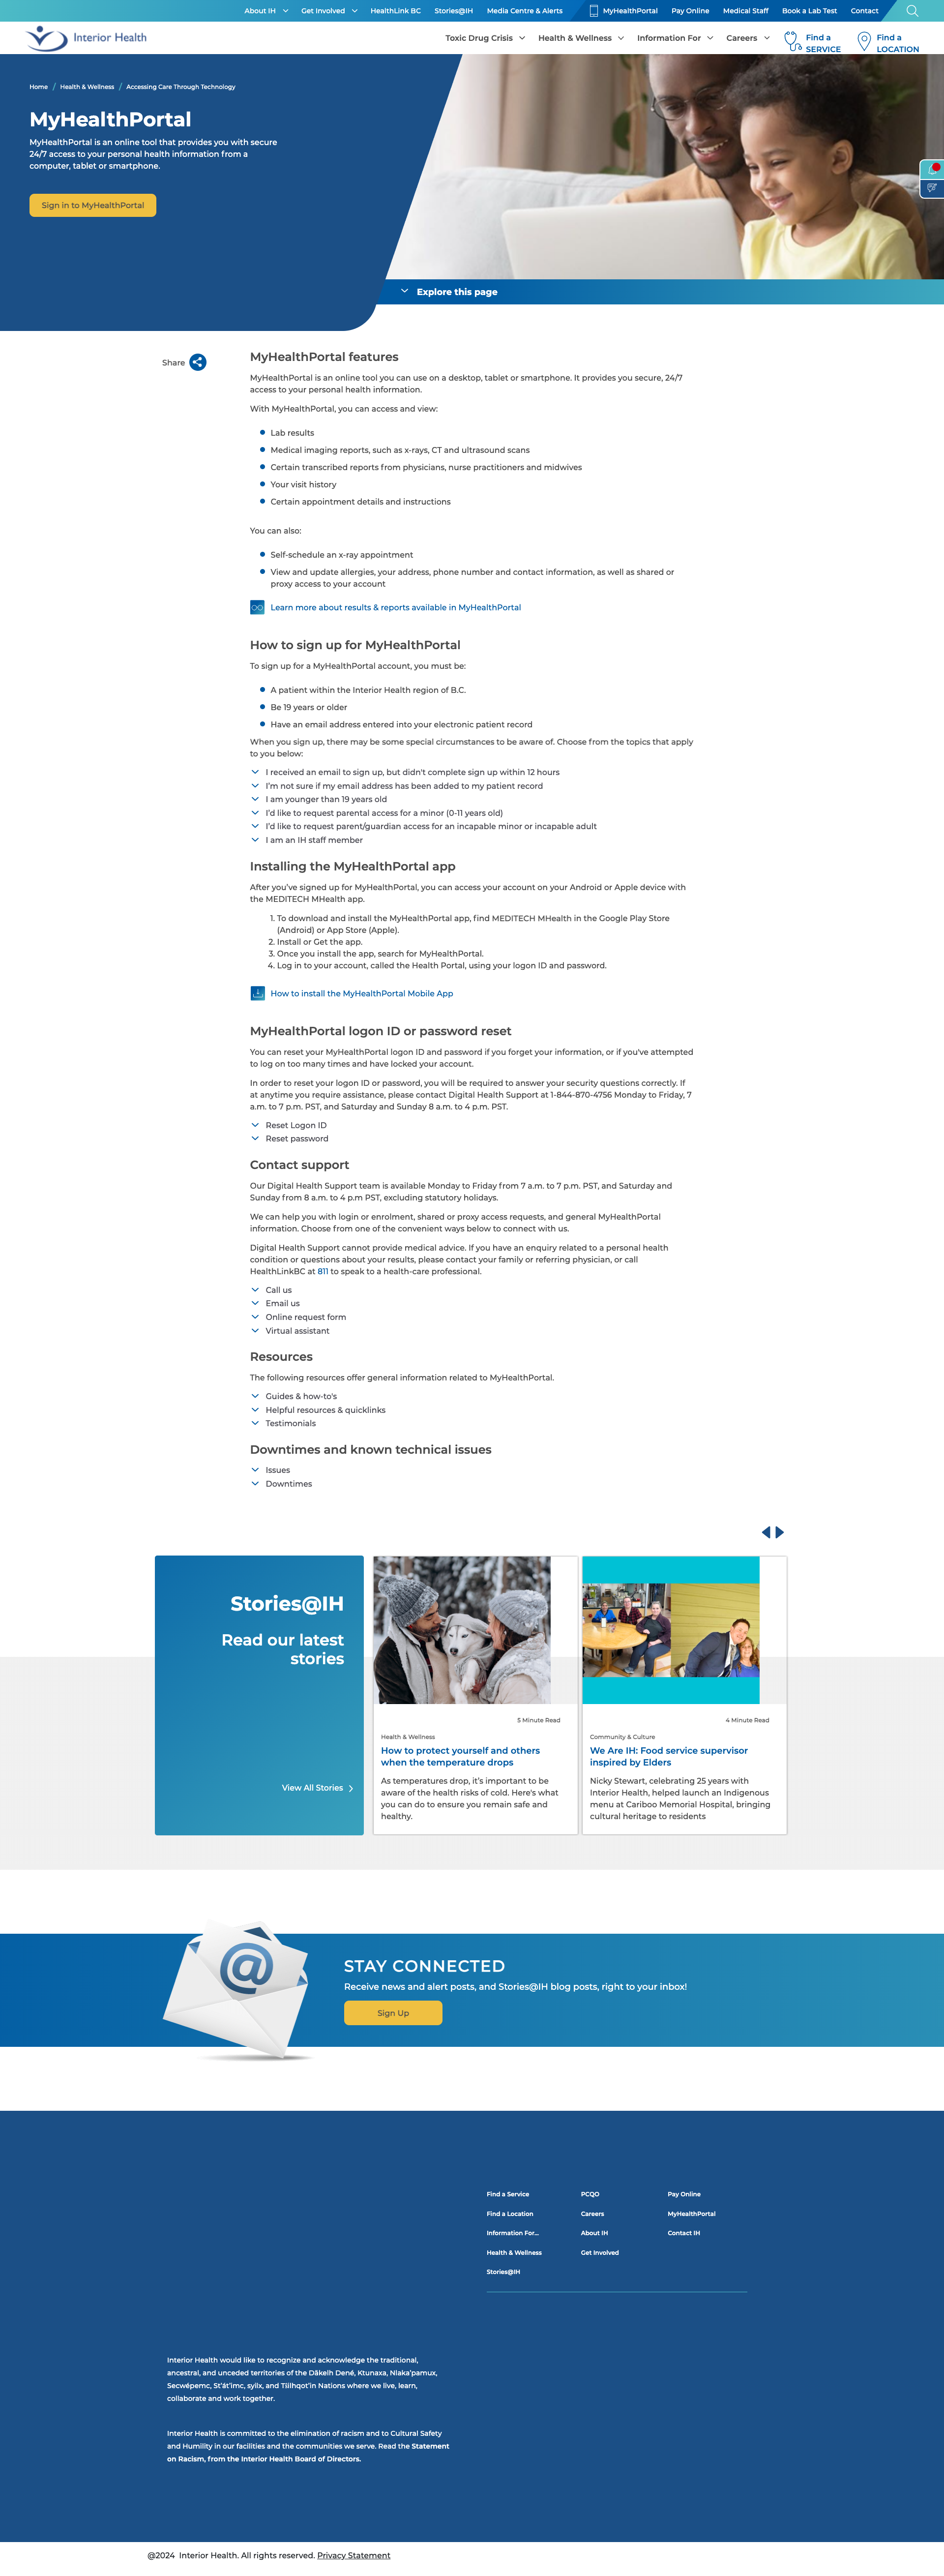 About IH
Get Involved
HealthLink BC
Stories@IH
Media Centre & Alerts
MyHealthPortal
Pay Online
Medical Staff
Book a Lab Test
Contact
Interior Health
Toxic Drug Crisis
Health & Wellness
Information For
Careers
Find a
SERVICE
Find a
LOCATION
Home / Health & Wellness / Accessing Care Through Technology
MyHealthPortal
MyHealthPortal is an online tool that provides you with secure
24/7 access to your personal health information from a
computer, tablet or smartphone.
Sign in to MyHealthPortal
Explore this page
Share
MyHealthPortal features
MyHealthPortal is an online tool you can use on a desktop, tablet or smartphone. It provides you secure, 24/7
access to your personal health information.
With MyHealthPortal, you can access and view:
Lab results
Medical imaging reports, such as x-rays, CT and ultrasound scans
Certain transcribed reports from physicians, nurse practitioners and midwives
Your visit history
Certain appointment details and instructions
You can also:
Self-schedule an x-ray appointment
View and update allergies, your address, phone number and contact information, as well as shared or
proxy access to your account
Learn more about results & reports available in MyHealthPortal
How to sign up for MyHealthPortal
To sign up for a MyHealthPortal account, you must be:
A patient within the Interior Health region of B.C.
Be 19 years or older
Have an email address entered into your electronic patient record
When you sign up, there may be some special circumstances to be aware of. Choose from the topics that apply
to you below:
I received an email to sign up, but didn't complete sign up within 12 hours
I'm not sure if my email address has been added to my patient record
I am younger than 19 years old
I'd like to request parental access for a minor (0-11 years old)
I'd like to request parent/guardian access for an incapable minor or incapable adult
I am an IH staff member
Installing the MyHealthPortal app
After you've signed up for MyHealthPortal, you can access your account on your Android or Apple device with
the MEDITECH MHealth app.
1. To download and install the MyHealthPortal app, find MEDITECH MHealth in the Google Play Store
(Android) or App Store (Apple).
2. Install or Get the app.
3. Once you install the app, search for MyHealthPortal.
4. Log in to your account, called the Health Portal, using your logon ID and password.
How to install the MyHealthPortal Mobile App
MyHealthPortal logon ID or password reset
You can reset your MyHealthPortal logon ID and password if you forget your information, or if you've attempted
to log on too many times and have locked your account.
In order to reset your logon ID or password, you will be required to answer your security questions correctly. If
at anytime you require assistance, please contact Digital Health Support at 1-844-870-4756 Monday to Friday, 7
a.m. to 7 p.m. PST, and Saturday and Sunday 8 a.m. to 4 p.m. PST.
Reset Logon ID
Reset password
Contact support
Our Digital Health Support team is available Monday to Friday from 7 a.m. to 7 p.m. PST, and Saturday and
Sunday from 8 a.m. to 4 p.m PST, excluding statutory holidays.
We can help you with login or enrolment, shared or proxy access requests, and general MyHealthPortal
information. Choose from one of the convenient ways below to connect with us.
Digital Health Support cannot provide medical advice. If you have an enquiry related to a personal health
condition or questions about your results, please contact your family or referring physician, or call
HealthLinkBC at 811 to speak to a health-care professional.
Call us
Email us
Online request form
Virtual assistant
Resources
The following resources offer general information related to MyHealthPortal.
Guides & how-to's
Helpful resources & quicklinks
Testimonials
Downtimes and known technical issues
Issues
Downtimes
Stories@IH
Read our latest
stories
View All Stories
5 Minute Read
Health & Wellness
How to protect yourself and others
when the temperature drops
As temperatures drop, it's important to be
aware of the health risks of cold. Here's what
you can do to ensure you remain safe and
healthy.
4 Minute Read
Community & Culture
We Are IH: Food service supervisor
inspired by Elders
Nicky Stewart, celebrating 25 years with
Interior Health, helped launch an Indigenous
menu at Cariboo Memorial Hospital, bringing
cultural heritage to residents
@
STAY CONNECTED
Receive news and alert posts, and Stories@IH blog posts, right to your inbox!
Sign Up
Find a Service
PCQO
Pay Online
Find a Location
Careers
MyHealthPortal
Information For...
About IH
Contact IH
Health & Wellness
Get Involved
Stories@IH
Interior Health would like to recognize and acknowledge the traditional,
ancestral, and unceded territories of the Dãkelh Dené, Ktunaxa, Nlaka'pamux,
Secwépemc, St'át'imc, syilx, and Tŝilhqot'in Nations where we live, learn,
collaborate and work together.
Interior Health is committed to the elimination of racism and to Cultural Safety
and Humility in our facilities and the communities we serve. Read the Statement
on Racism, from the Interior Health Board of Directors.
@2024 Interior Health. All rights reserved. Privacy Statement